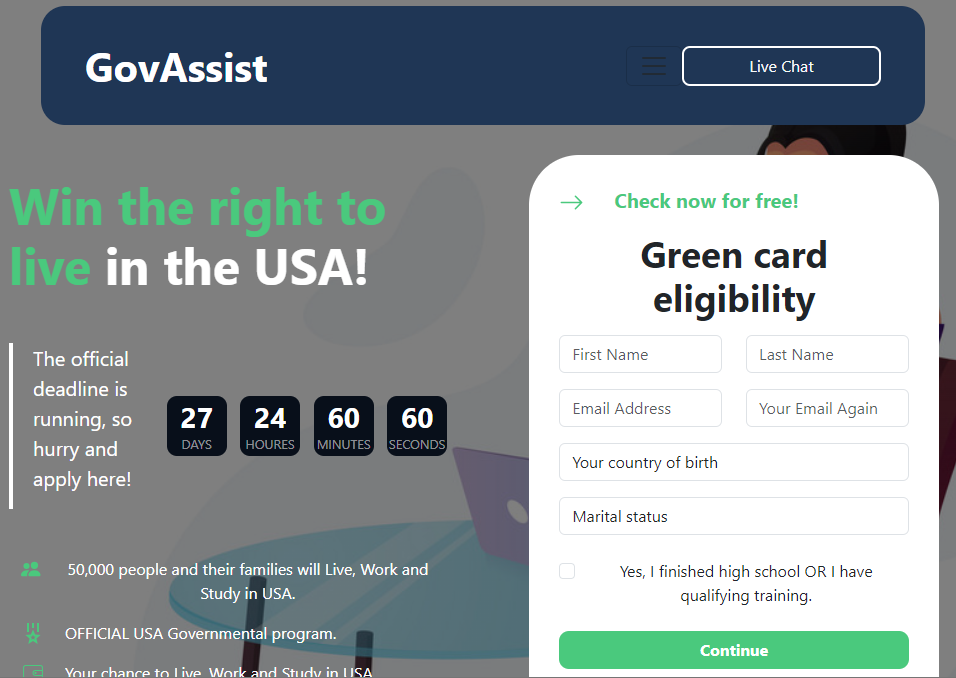 GovAssist
Live Chat
Win the right to
live in the USA!
The official
deadline is
running, so
hurry and
apply here!
27
DAYS
24
HOURES
60
MINUTES
60
SECONDS
50,000 people and their families will Live, Work and
Study in USA.
OFFICIAL USA Governmental program.
Your chance to Live, Work and Study in USA
Check now for free!
Green card
eligibility
First Name
Last Name
Email Address
Your Email Again
Your country of birth
Marital status
Yes, I finished high school OR I have
qualifying training.
Continue